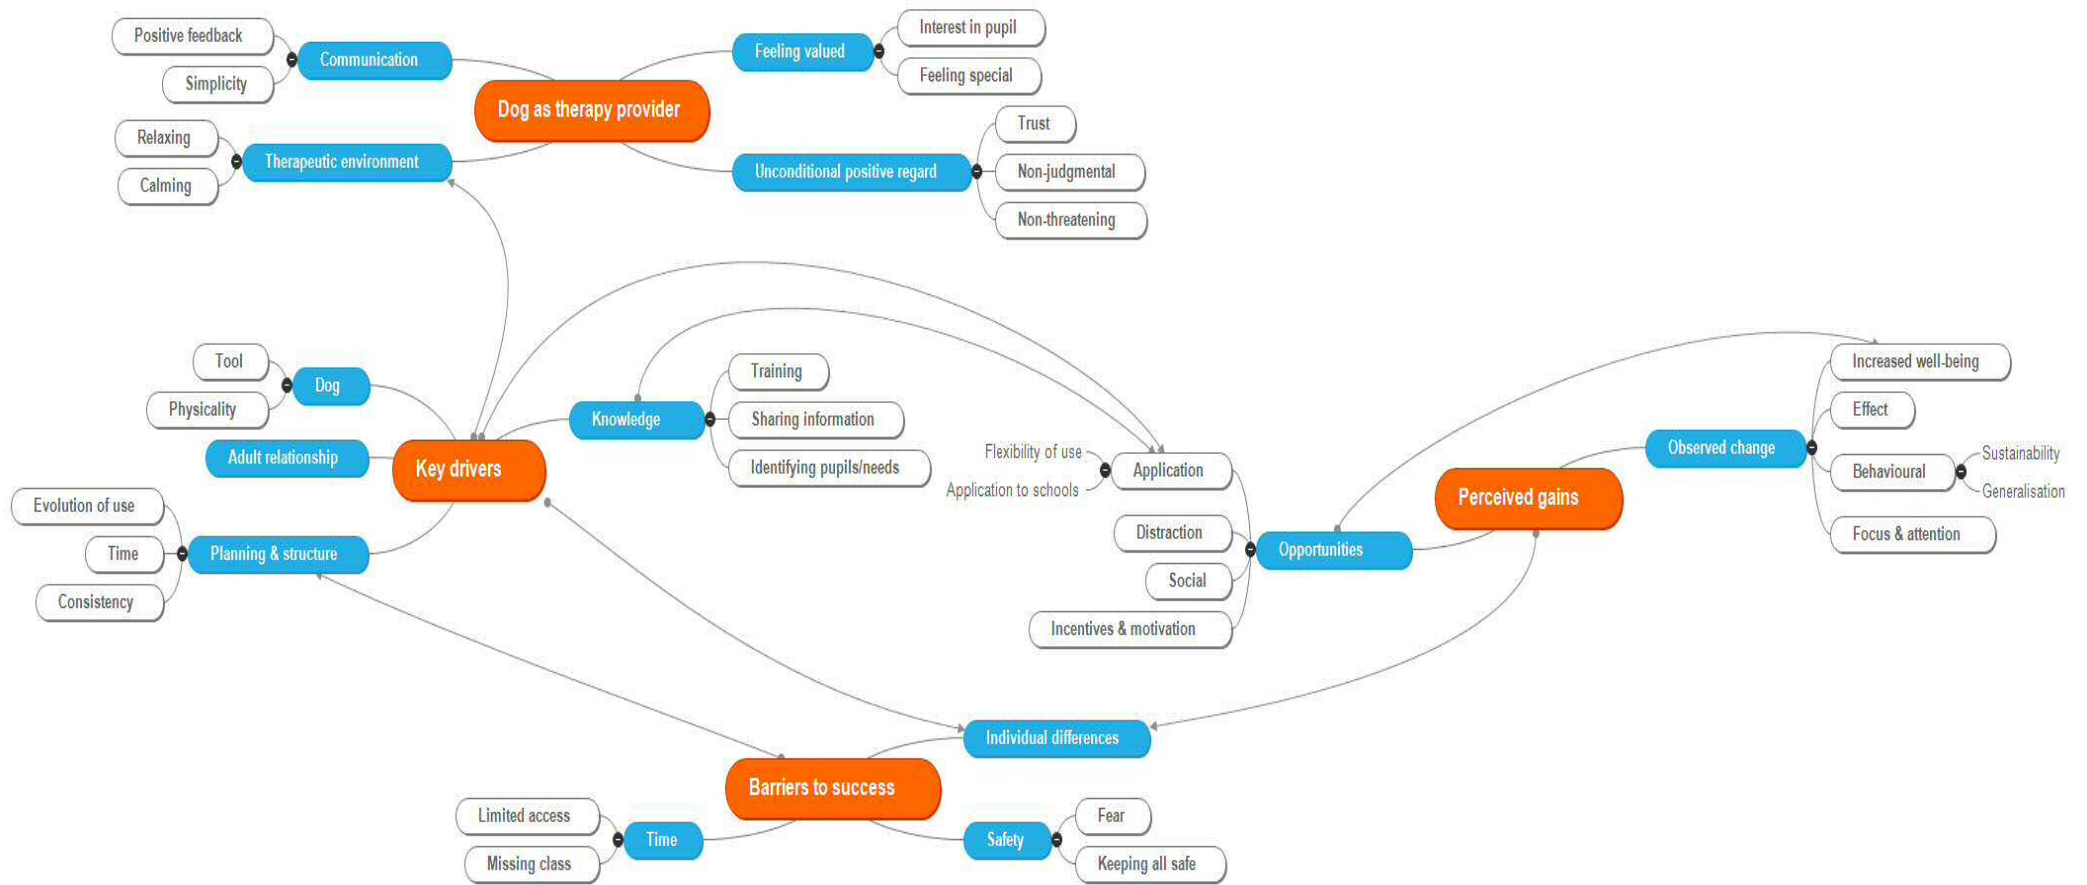 Positive feedback
Communication
Simplicity
Relaxing
Therapeutic environment
Calming
Dog as therapy provider
Feeling valued
Interest in pupil
Feeling special
Unconditional positive regard
Trust
Non-judgmental
Non-threatening
Tool
Dog
Physicality
Adult relationship
Key drivers
Evolution of use
Planning & structure
Time
Consistency
Knowledge
Training
Sharing information
Identifying pupils/needs
Flexibility of use
Application to schools
Application
Distraction
Social
Incentives & motivation
Opportunities
Perceived gains
Observed change
Increased well-being
Effect
Behavioural
Sustainability
Generalisation
Focus & attention
Individual differences
Barriers to success
Limited access
Time
Missing class
Safety
Fear
Keeping all safe